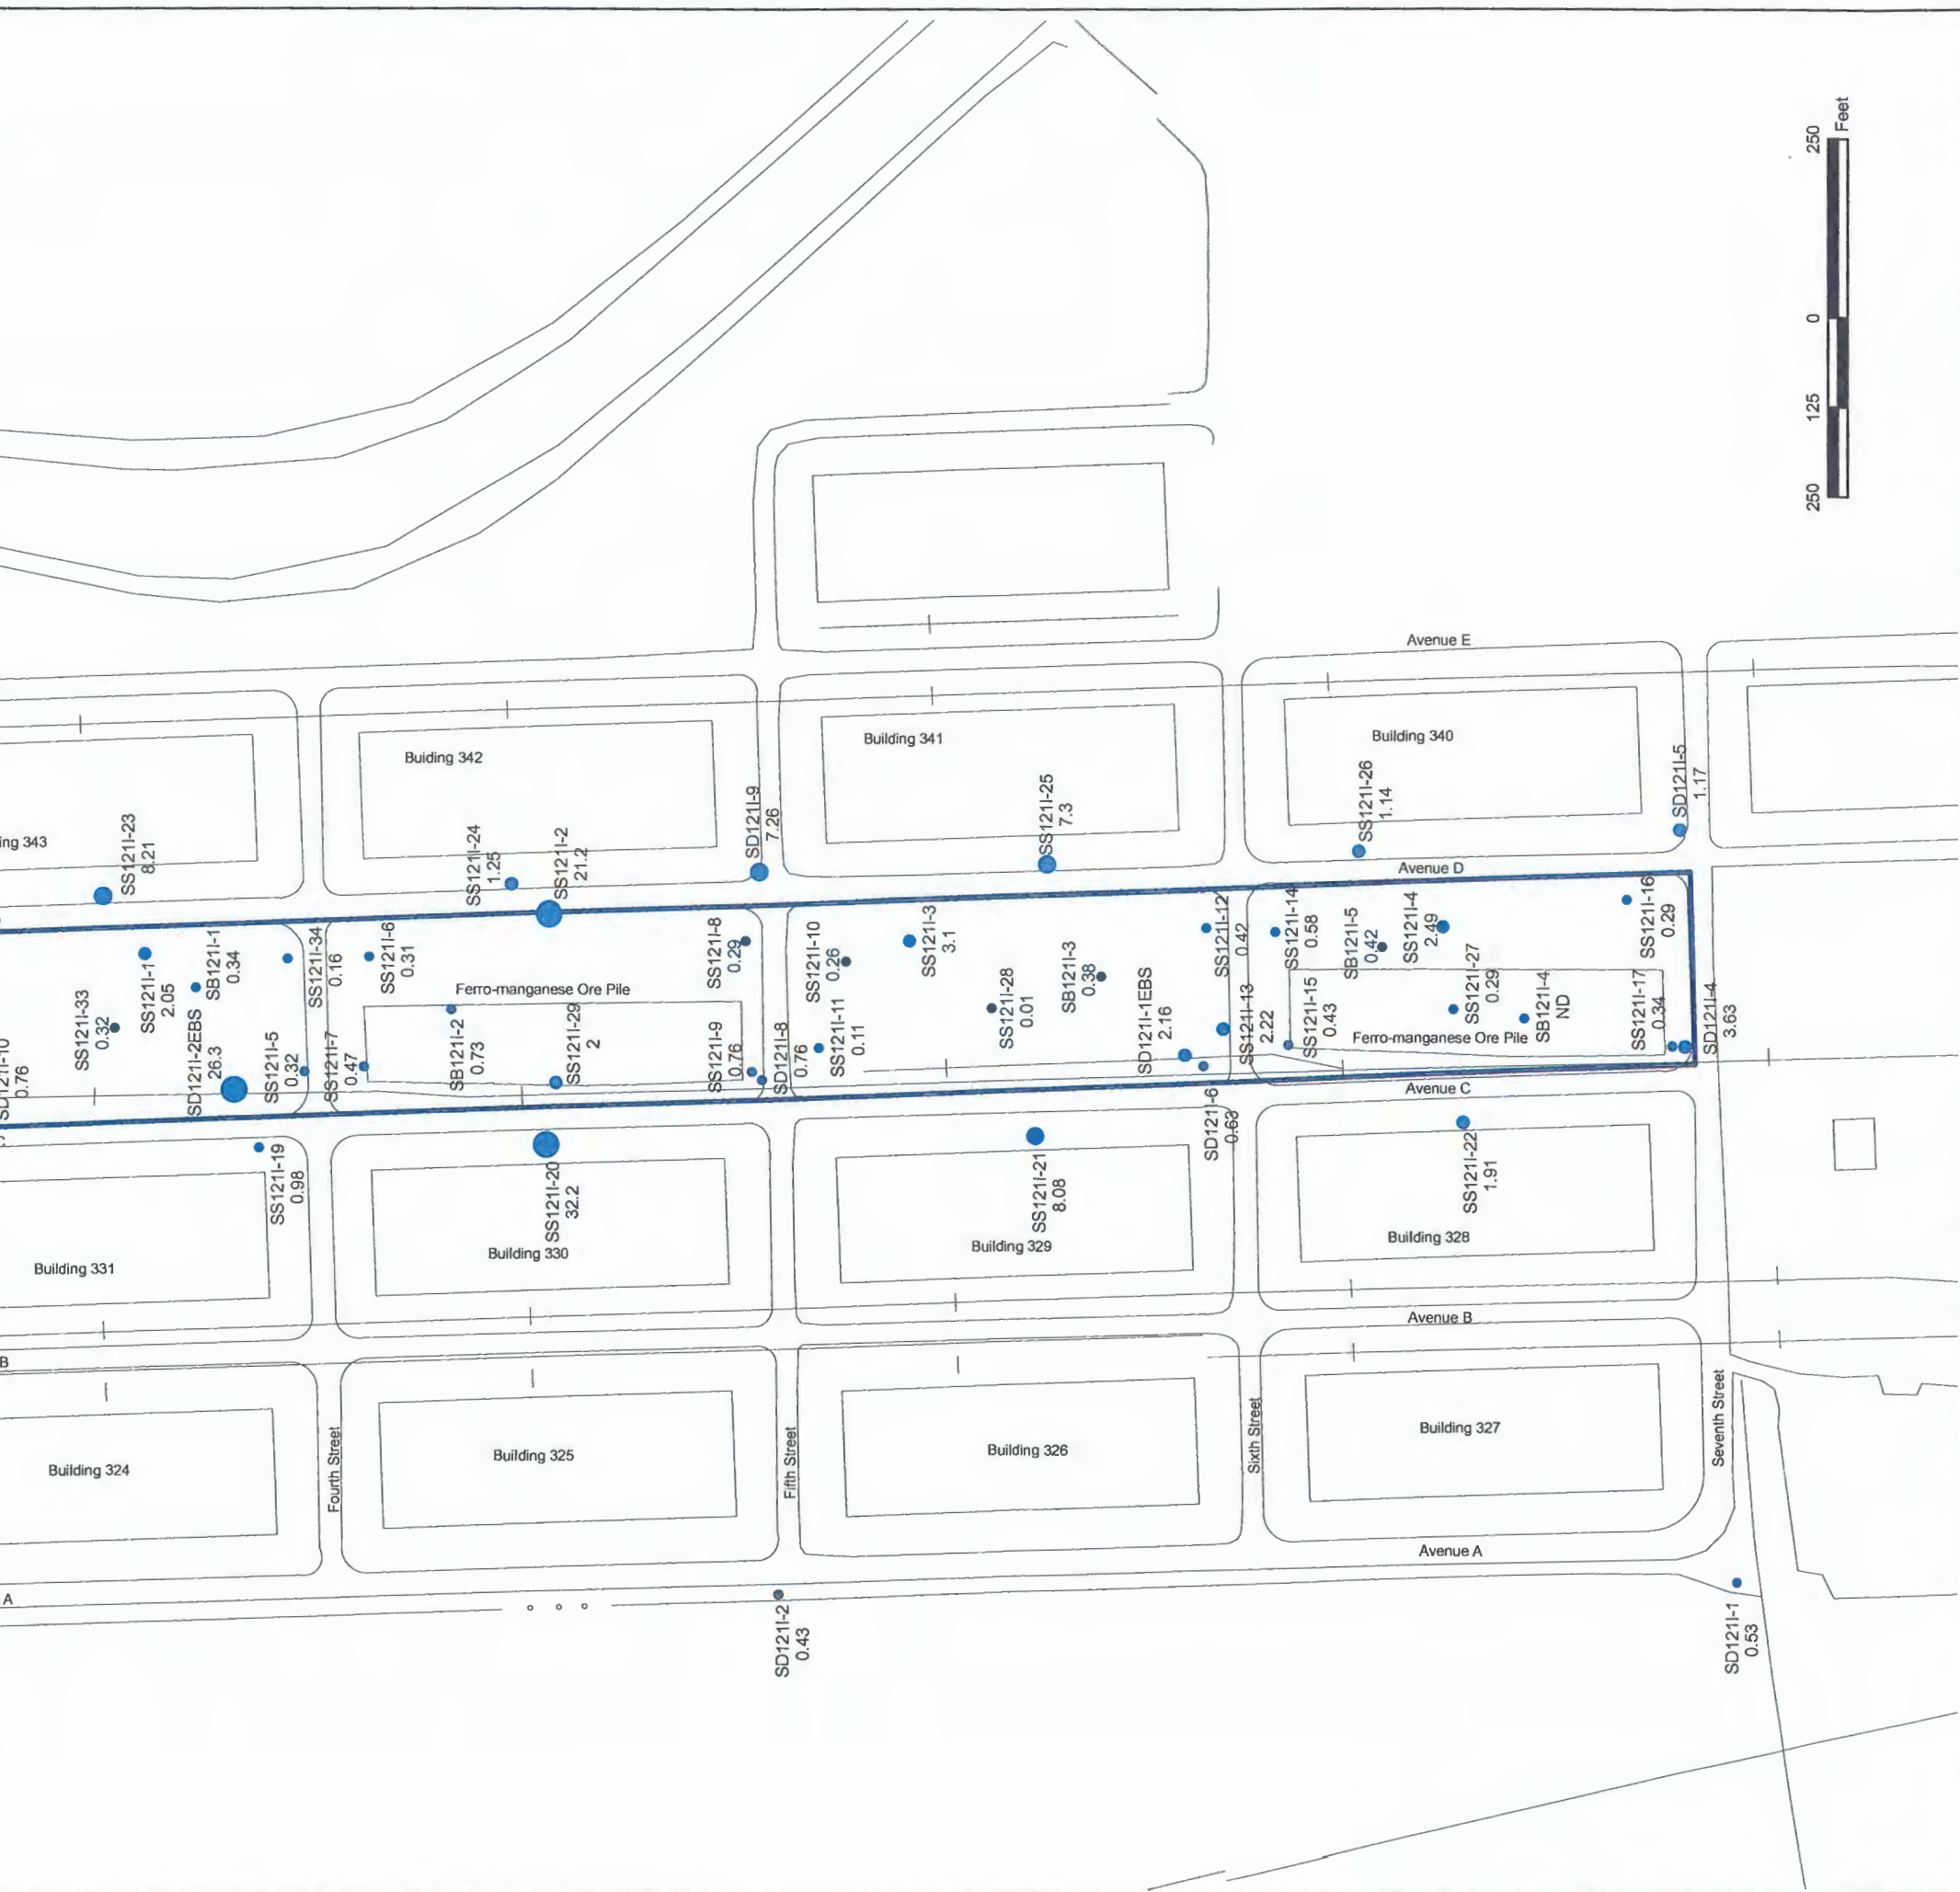 250
Feet
0
125
250
Avenue E
Buiding 342
Building 341
Building 340
ing 343
SS121I-23
8.21
SS121I-24
1.25
SS121I-2
21.2
SD121I-9
7.26
SS121I-25
7.3
SS121I-26
1.14
SD121I-5
1.17
Avenue D
SD121I-10
0.76
SS121I-33
0.32
SS121I-1
2.05
SB121I-1
0.34
SD121I-2EBS
26.3
SS121I-5
0.32
SS121I-34
0.16
SS121I-7
0.47
SS121I-6
0.31
Ferro-manganese Ore Pile
SB121I-2
0.73
SS121I-29
2
SS121I-8
0.29
SS121I-9
0.76
SD121I-8
0.76
SS121I-10
0.26
SS121I-11
0.11
SS121I-3
3.1
SS121I-28
0.01
SB121I-3
0.38
SD121I-1EBS
2.16
SS121I-12
0.42
SS121I-13
2.22
SS121I-14
0.58
SS121I-15
0.43
SB121I-5
0.42
SS121I-4
2.49
SS121I-27
0.29
SB121I-4
ND
Ferro-manganese Ore Pile
SS121I-16
0.29
SS121I-17
0.34
SD121I-4
3.63
C
Avenue C
SS121I-19
0.98
SS121I-20
32.2
SS121I-21
8.08
SD121I-6
0.63
SS121I-22
1.91
Building 331
Building 330
Building 329
Building 328
B
Avenue B
Building 324
Fourth Street
Building 325
Fifth Street
Building 326
Sixth Street
Building 327
Seventh Street
A
Avenue A
SD121I-2
0.43
SD121I-1
0.53